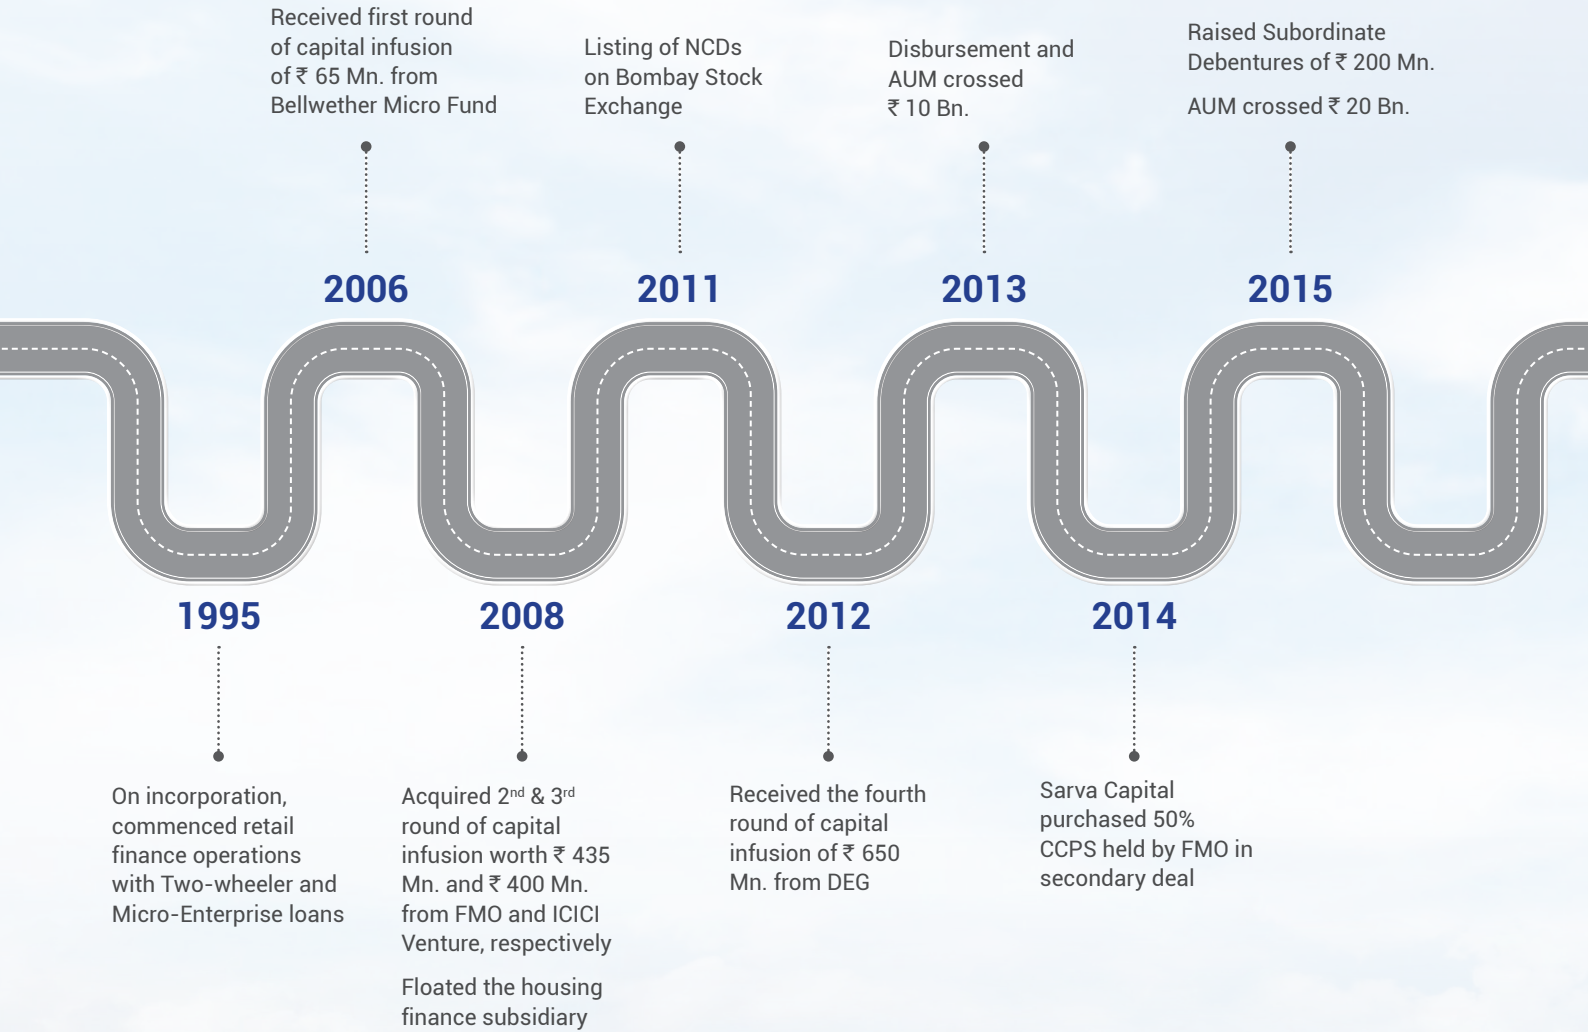 Received first round
of capital infusion
of ₹ 65 Mn. from
Bellwether Micro Fund
Listing of NCDs
on Bombay Stock
Exchange
Disbursement and
AUM crossed
₹ 10 Bn.
Raised Subordinate
Debentures of ₹ 200 Mn.
AUM crossed ₹ 20 Bn.
2006
2011
2013
2015
1995
2008
2012
2014
On incorporation,
commenced retail
finance operations
with Two-wheeler and
Micro-Enterprise loans
Acquired 2nd & 3rd
round of capital
infusion worth ₹ 435
Mn. and ₹ 400 Mn.
from FMO and ICICI
Venture, respectively
Floated the housing
finance subsidiary
Received the fourth
round of capital
infusion of ₹ 650
Mn. from DEG
Sarva Capital
purchased 50%
CCPS held by FMO in
secondary deal